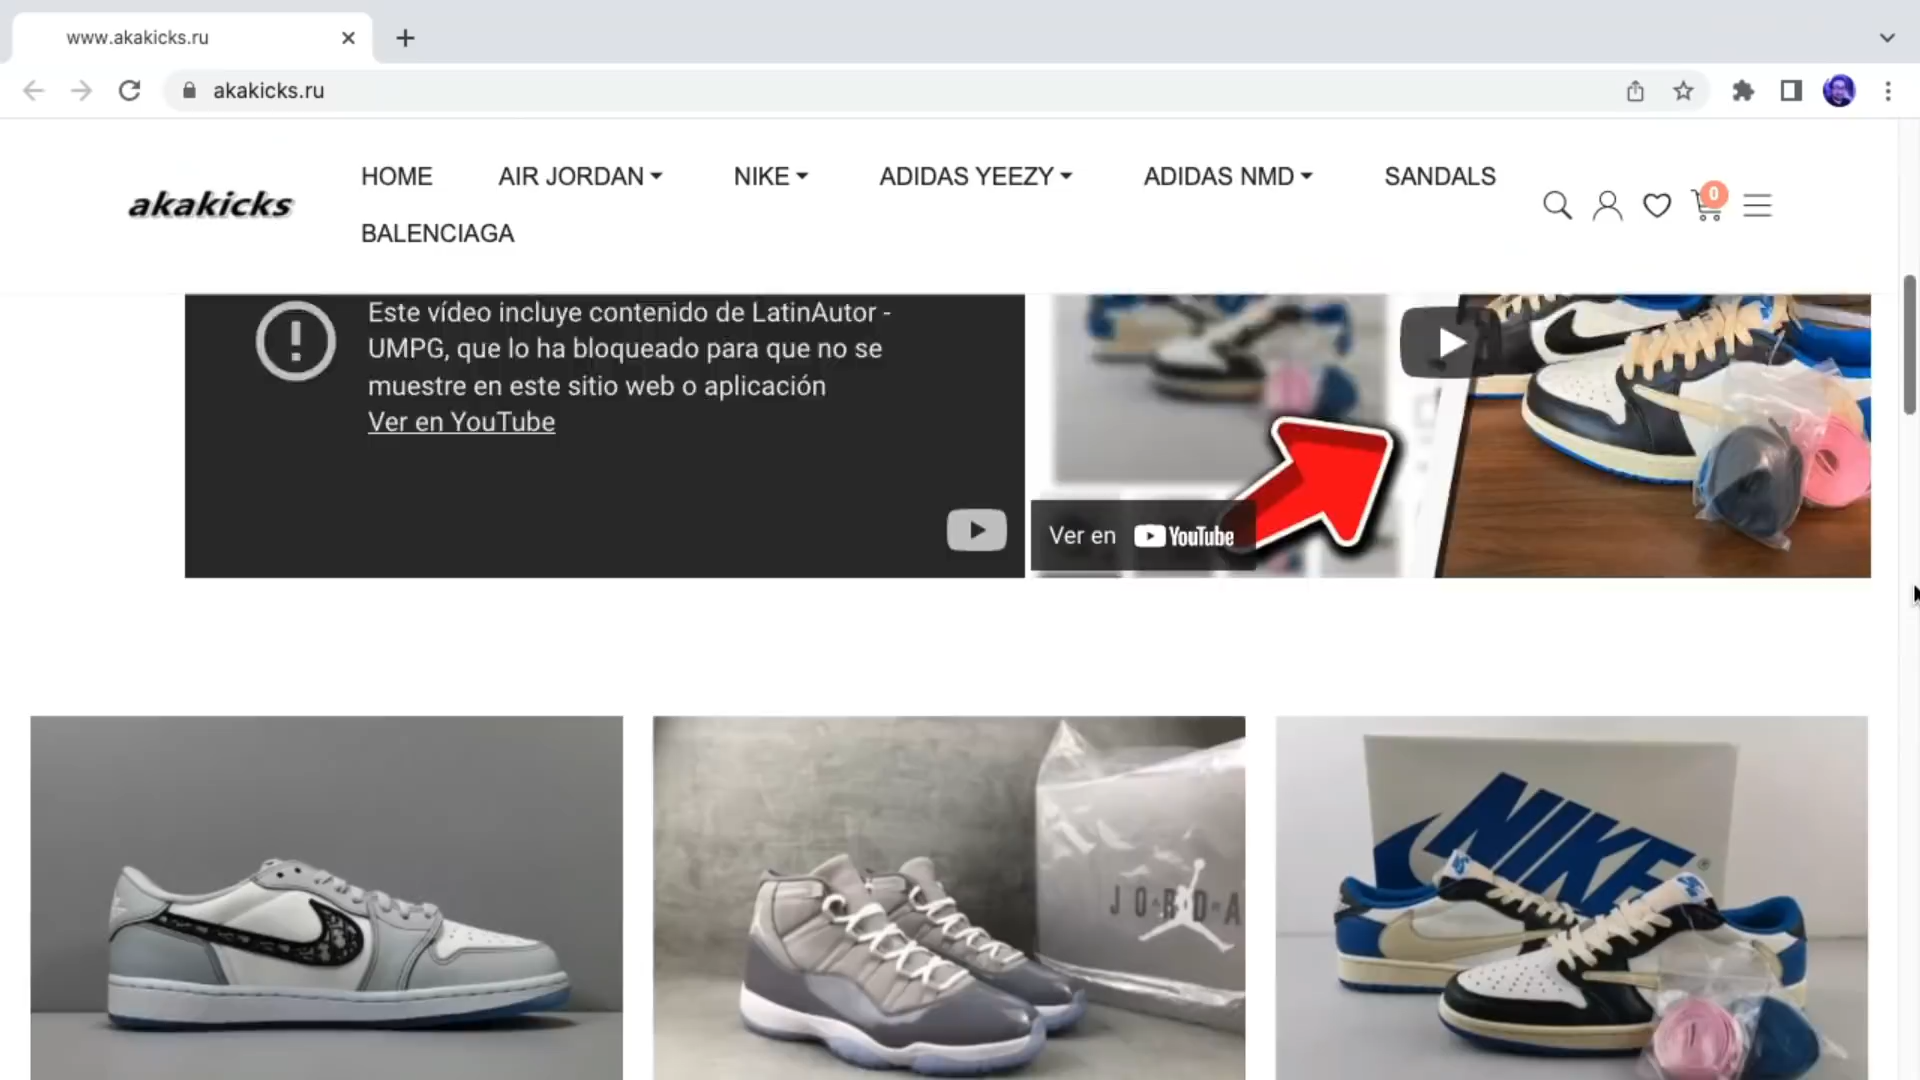 www.akakicks.ru
akakicks.ru
akakicks
HOME
AIR JORDAN
NIKE
ADIDAS YEEZY
ADIDAS NMD
SANDALS
BALENCIAGA
0
Este vídeo incluye contenido de LatinAutor -
UMPG, que lo ha bloqueado para que no se
muestre en este sitio web o aplicación
Ver en YouTube
Ver en YouTube
JORDA
NIKE